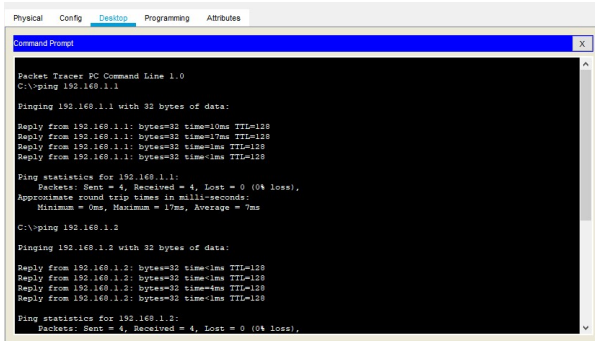 Physical Config Desktop Programming Attributes
Command Prompt X
Packet Tracer PC Command Line 1.0
C:\>ping 192.168.1.1
Pinging 192.168.1.1 with 32 bytes of data:
Reply from 192.168.1.1: bytes=32 time=10ms TTL=128
Reply from 192.168.1.1: bytes=32 time=17ms TTL=128
Reply from 192.168.1.1: bytes=32 time=1ms TTL=128
Reply from 192.168.1.1: bytes=32 time<1ms TTL=128
Ping statistics for 192.168.1.1:
Packets: Sent = 4, Received = 4, Lost = 0 (0% loss),
Approximate round trip times in milli-seconds:
Minimum = 0ms, Maximum = 17ms, Average = 7ms
C:\>ping 192.168.1.2
Pinging 192.168.1.2 with 32 bytes of data:
Reply from 192.168.1.2: bytes=32 time<1ms TTL=128
Reply from 192.168.1.2: bytes=32 time<1ms TTL=128
Reply from 192.168.1.2: bytes=32 time=4ms TTL=128
Reply from 192.168.1.2: bytes=32 time<1ms TTL=128
Ping statistics for 192.168.1.2:
Packets: Sent = 4, Received = 4, Lost = 0 (0% loss),